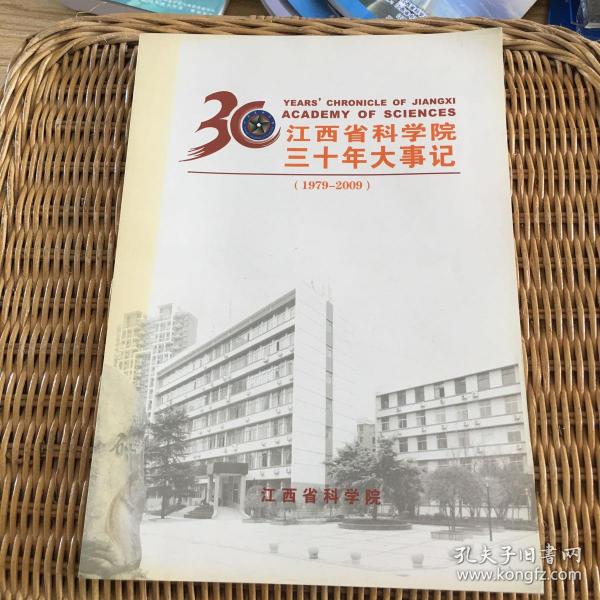 30
YEARS' CHRONICLE OF JIANGXI
ACADEMY OF SCIENCES
江西省科学院
三十年大事记
(1979-2009)
江西省科学院
孔夫子旧书网
www.kongfz.com